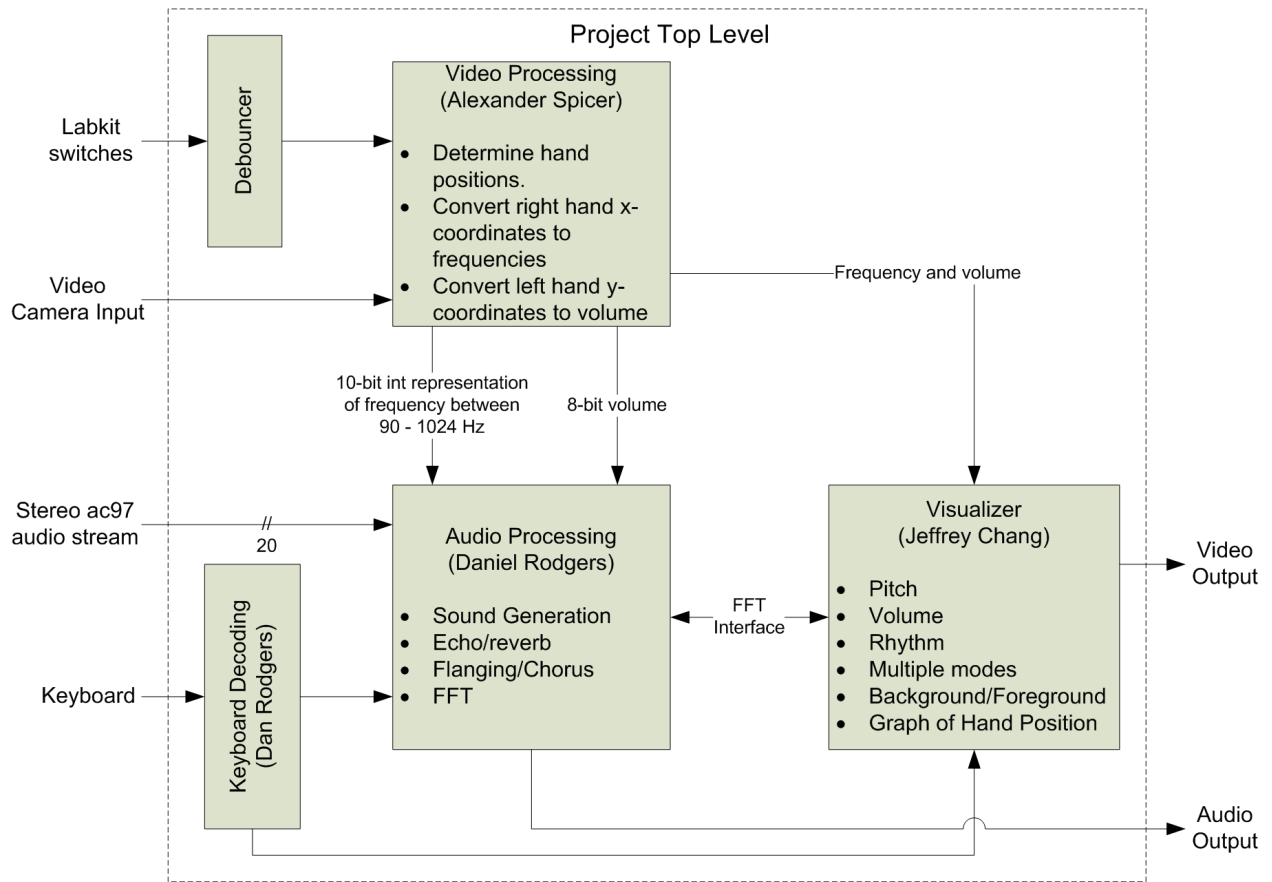 Project Top Level
Debouncer
Video Processing
(Alexander Spicer)
• Determine hand
positions.
• Convert right hand x-
coordinates to
frequencies
• Convert left hand y-
coordinates to volume
Labkit
switches
Video
Camera Input
Frequency and volume
10-bit int representation
of frequency between
90 - 1024 Hz
8-bit volume
Stereo ac97
audio stream
//
20
Audio Processing
(Daniel Rodgers)
• Sound Generation
• Echo/reverb
• Flanging/Chorus
• FFT
FFT
Interface
Visualizer
(Jeffrey Chang)
• Pitch
• Volume
• Rhythm
• Multiple modes
• Background/Foreground
• Graph of Hand Position
Video
Output
Keyboard
Keyboard Decoding
(Dan Rodgers)
Audio
Output